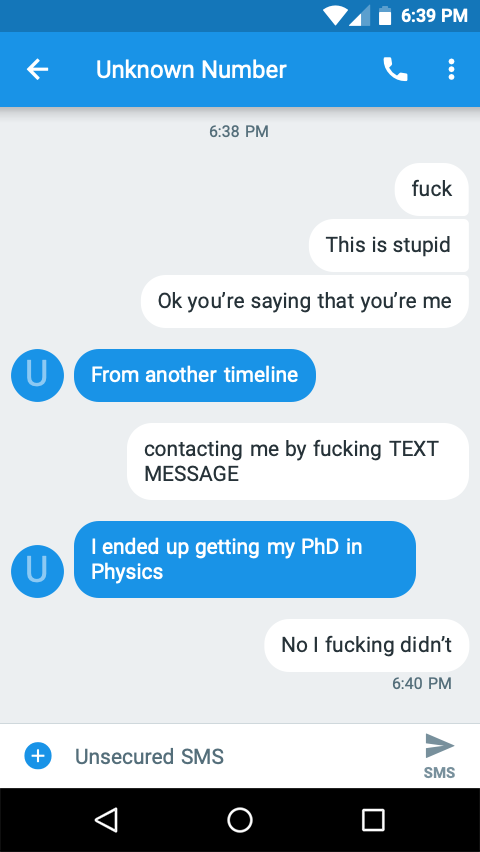 6:39 PM
Unknown Number
6:38 PM
fuck
This is stupid
Ok you’re saying that you’re me
U
From another timeline
contacting me by fucking TEXT
MESSAGE
I ended up getting my PhD in
Physics
U
No I fucking didn’t
6:40 PM
Unsecured SMS
SMS